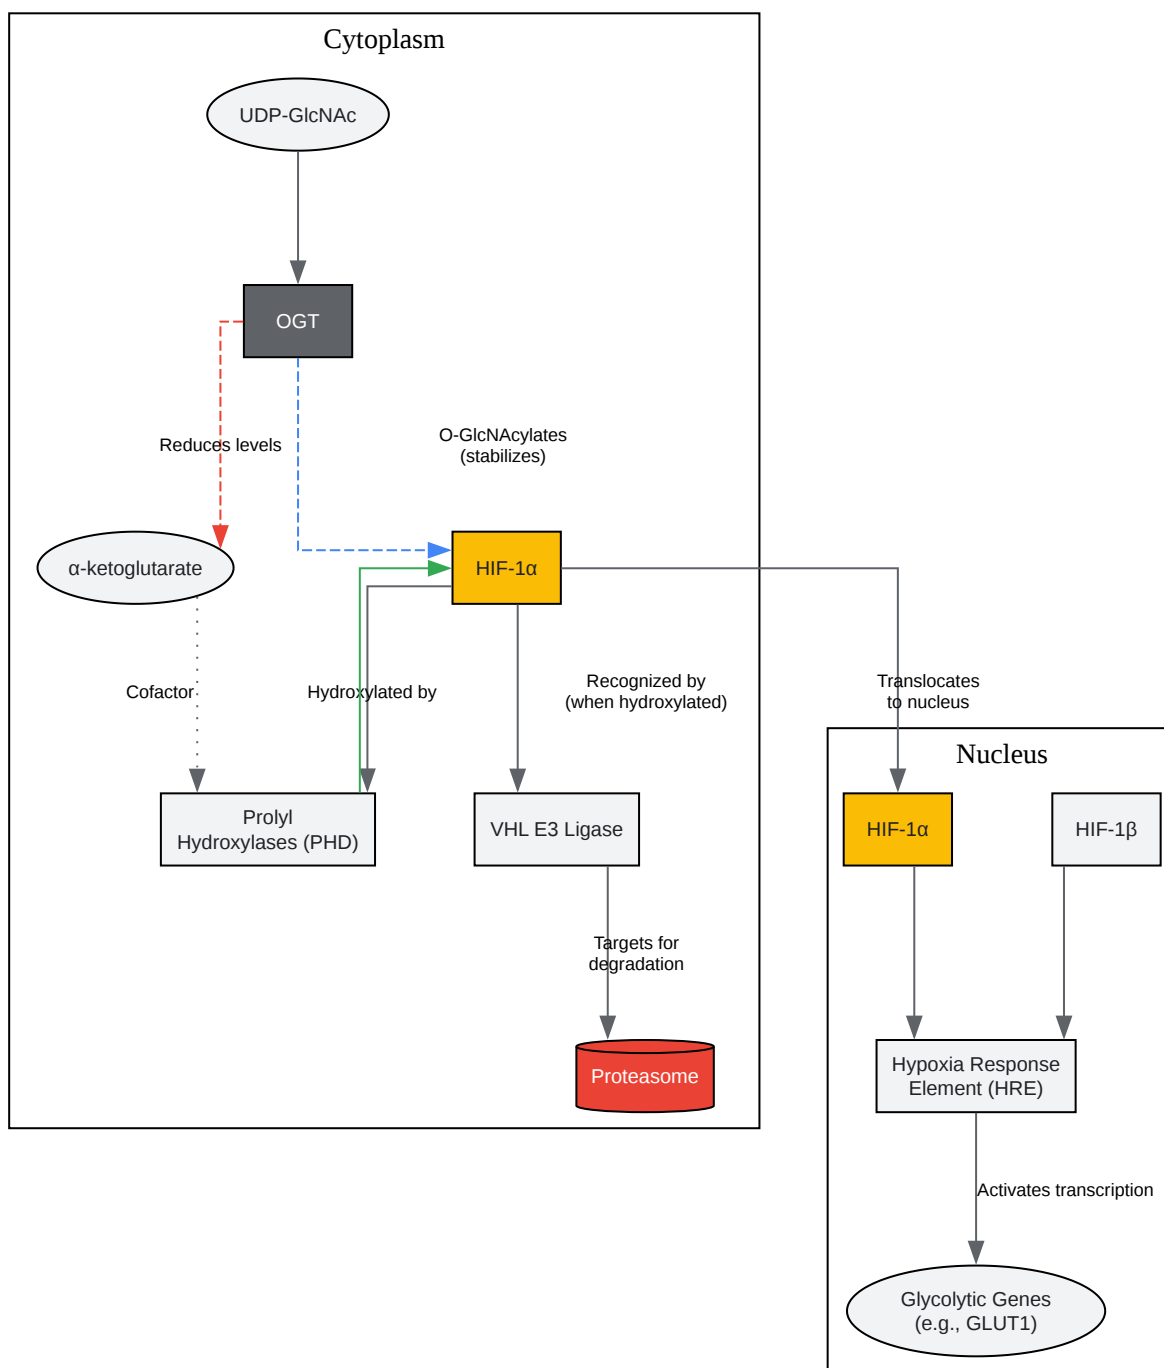 Cytoplasm
UDP-GlcNAc
OGT
Reduces levels
O-GlcNAcylates
(stabilizes)
α-ketoglutarate
HIF-1α
Cofactor
Hydroxylated by
Recognized by
(when hydroxylated)
Translocates
to nucleus
Nucleus
Prolyl
Hydroxylases (PHD)
VHL E3 Ligase
HIF-1α
HIF-1β
Targets for
degradation
Proteasome
Hypoxia Response
Element (HRE)
Activates transcription
Glycolytic Genes
(e.g., GLUT1)